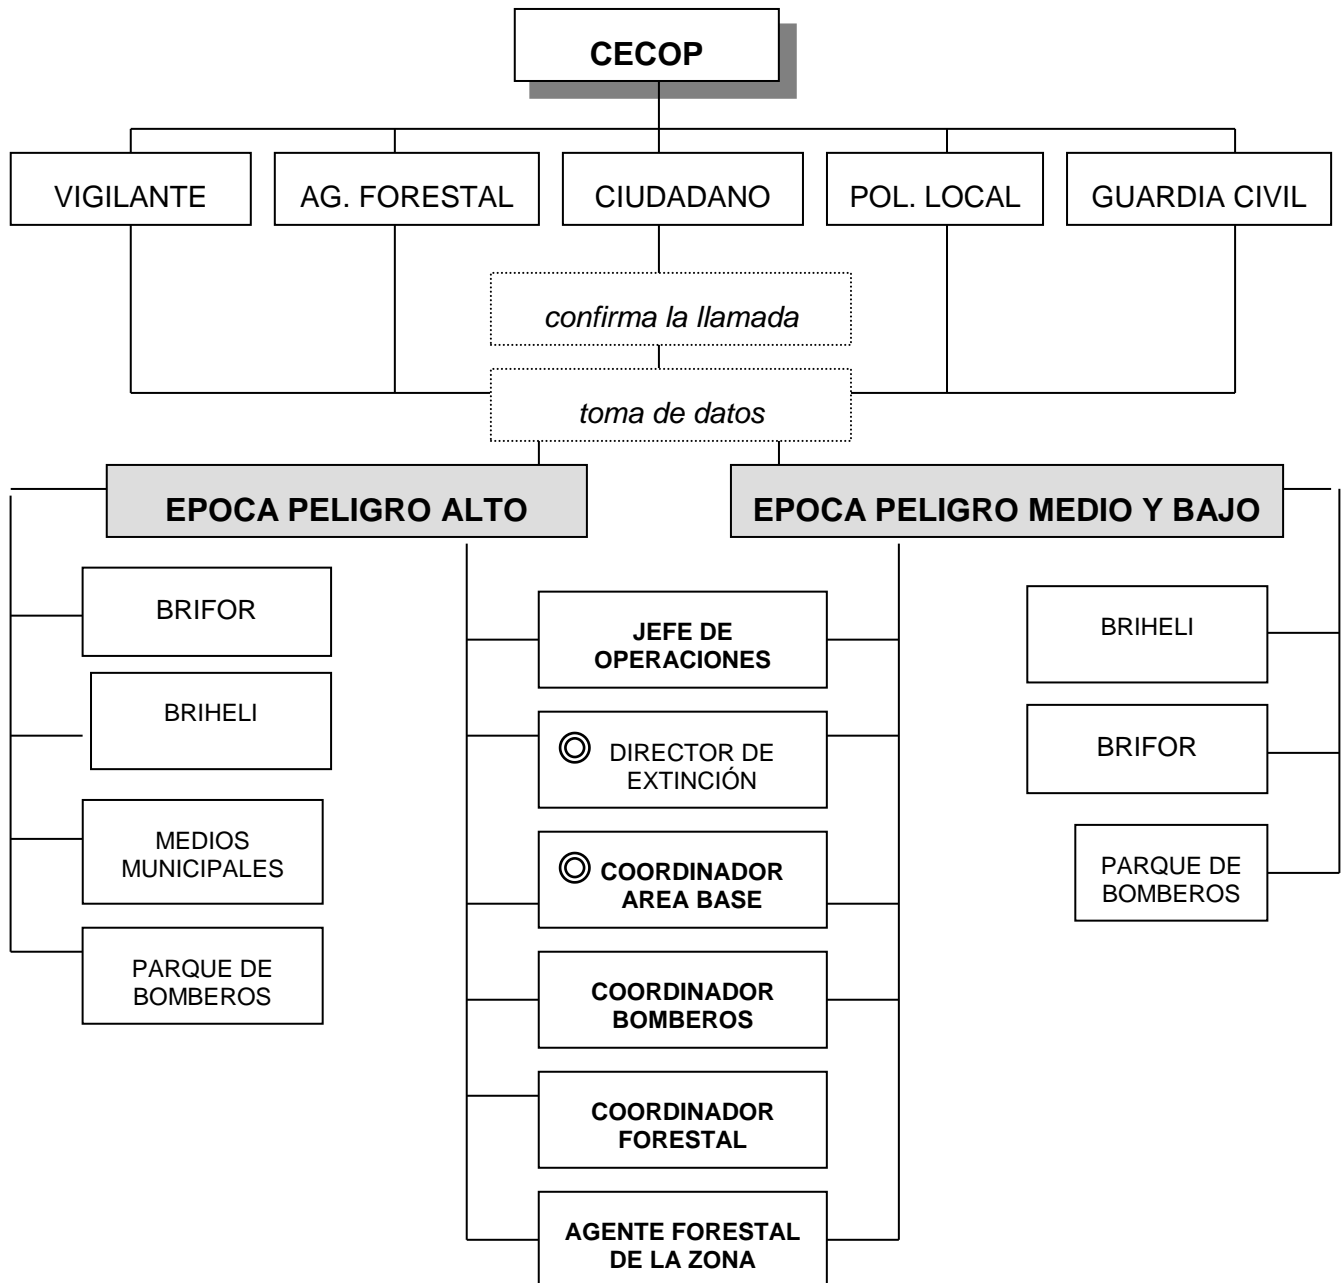 CECOP
VIGILANTE
AG. FORESTAL
CIUDADANO
POL. LOCAL
GUARDIA CIVIL
confirma la llamada
toma de datos
EPOCA PELIGRO ALTO
EPOCA PELIGRO MEDIO Y BAJO
BRIFOR
BRIHELI
MEDIOS
MUNICIPALES
PARQUE DE
BOMBEROS
JEFE DE
OPERACIONES
DIRECTOR DE
EXTINCIÓN
COORDINADOR
AREA BASE
COORDINADOR
BOMBEROS
COORDINADOR
FORESTAL
AGENTE FORESTAL
DE LA ZONA
BRIHELI
BRIFOR
PARQUE DE
BOMBEROS